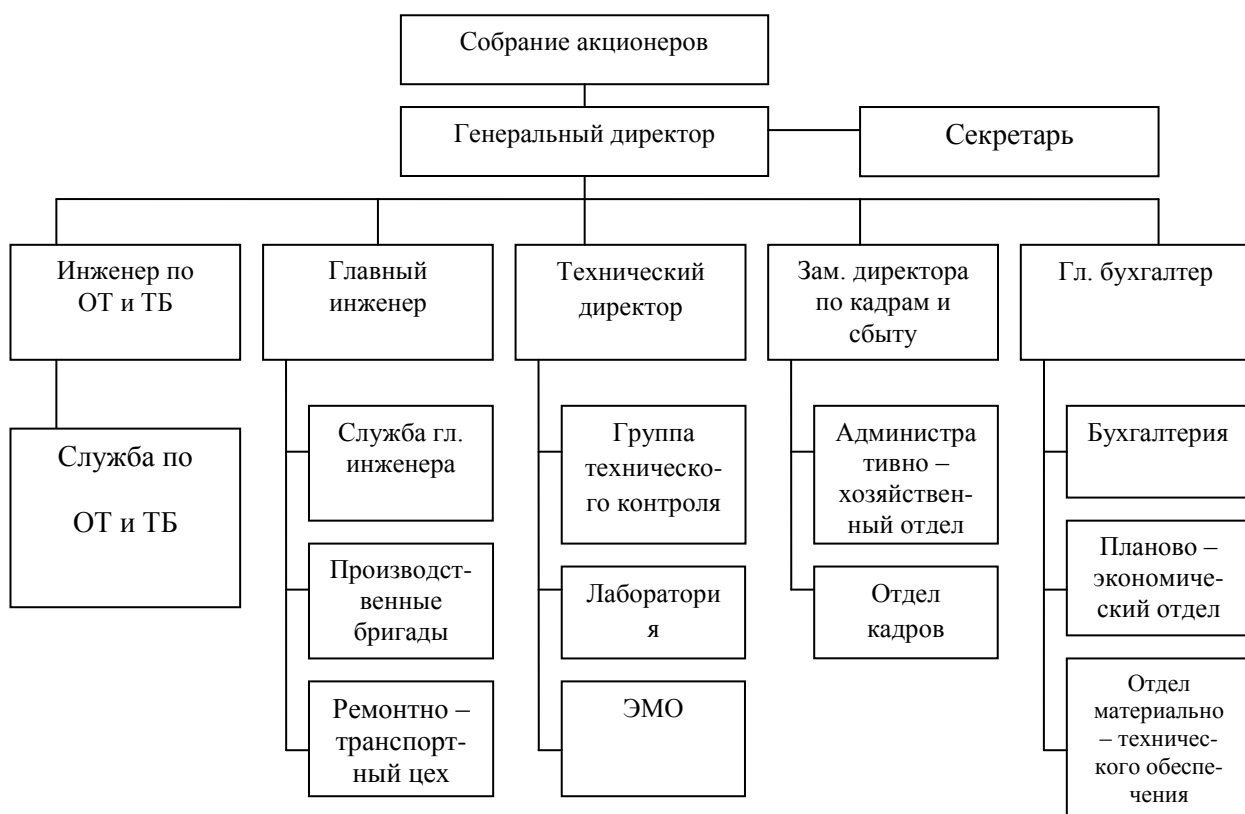 Собрание акционеров
Генеральный директор
Секретарь
Инженер по
ОТ и ТБ
Главный
инженер
Технический
директор
Зам. директора
по кадрам и
сбыту
Гл. бухгалтер
Служба по
ОТ и ТБ
Служба гл.
инженера
Производст-
венные
бригады
Ремонтно –
транспорт-
ный цех
Группа
техническо-
го контроля
Лаборатори
я
ЭМО
Администра
тивно –
хозяйствен-
ный отдел
Отдел
кадров
Бухгалтерия
Планово –
экономиче-
ский отдел
Отдел
материально
– техничес-
кого обеспе-
чения